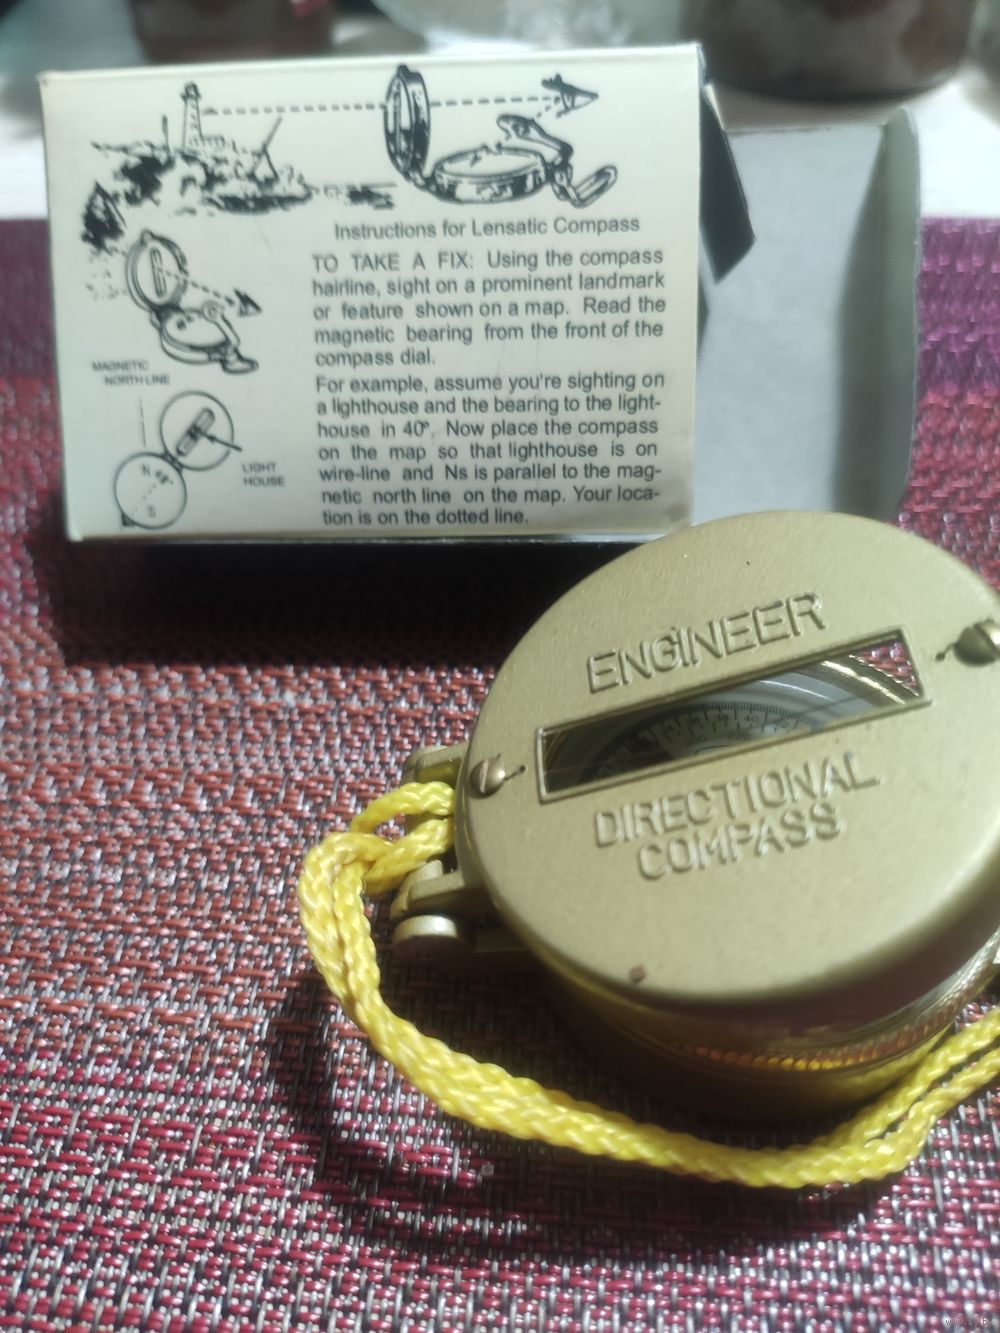 Instructions for Lensatic Compass
TO TAKE A FIX: Using the compass
hairline, sight on a prominent landmark
or feature shown on a map. Read the
magnetic bearing from the front of the
compass dial.
For example, assume you're sighting on
a lighthouse and the bearing to the light-
house in 40°. Now place the compass
on the map so that lighthouse is on
wire-line and Ns is parallel to the mag-
netic north line on the map. Your loca-
tion is on the dotted line.
MAGNETIC
NORTH LINE
LIGHT
HOUSE
N 40°
S
ENGINEER
40
DIRECTIONAL
COMPASS